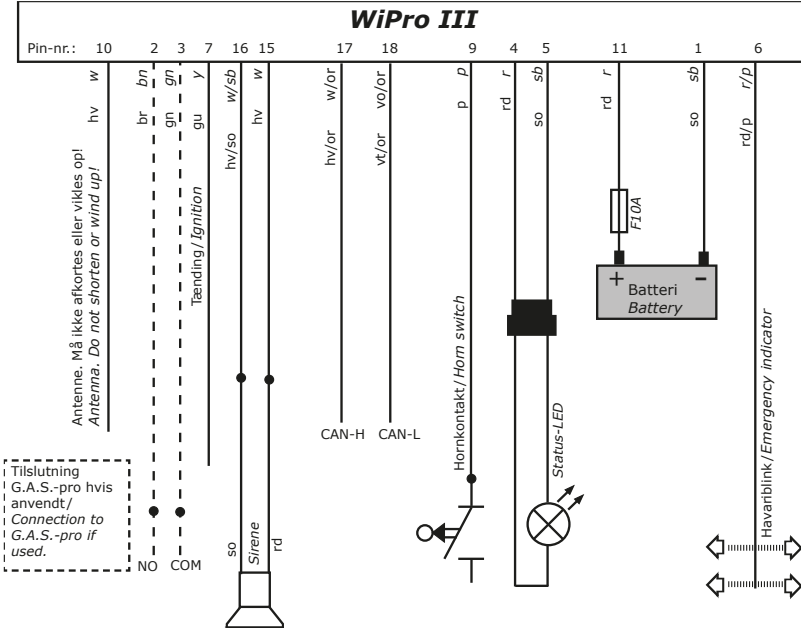 WiPro III
Pin-nr.: 10 2 3 7 16 15 17 18 9 4 5 11 1 6
w bn gn y w/sb w w/or vo/or p r sb r sb r/p
hv br gn gu hv/so hv hv/or vt/or p rd so rd so rd/p
Antenne. Må ikke afkortes eller vikles op!
Antenna. Do not shorten or wind up!
Tænding/Ignition
F10A
+ -
Batteri
Battery
CAN-H CAN-L
Hornkontakt/Horn switch
Status-LED
Havariblink/Emergency indicator
Tilslutning
G.A.S.-pro hvis
anvendt/
Connection to
G.A.S.-pro if
used.
NO COM
so Sirene rd